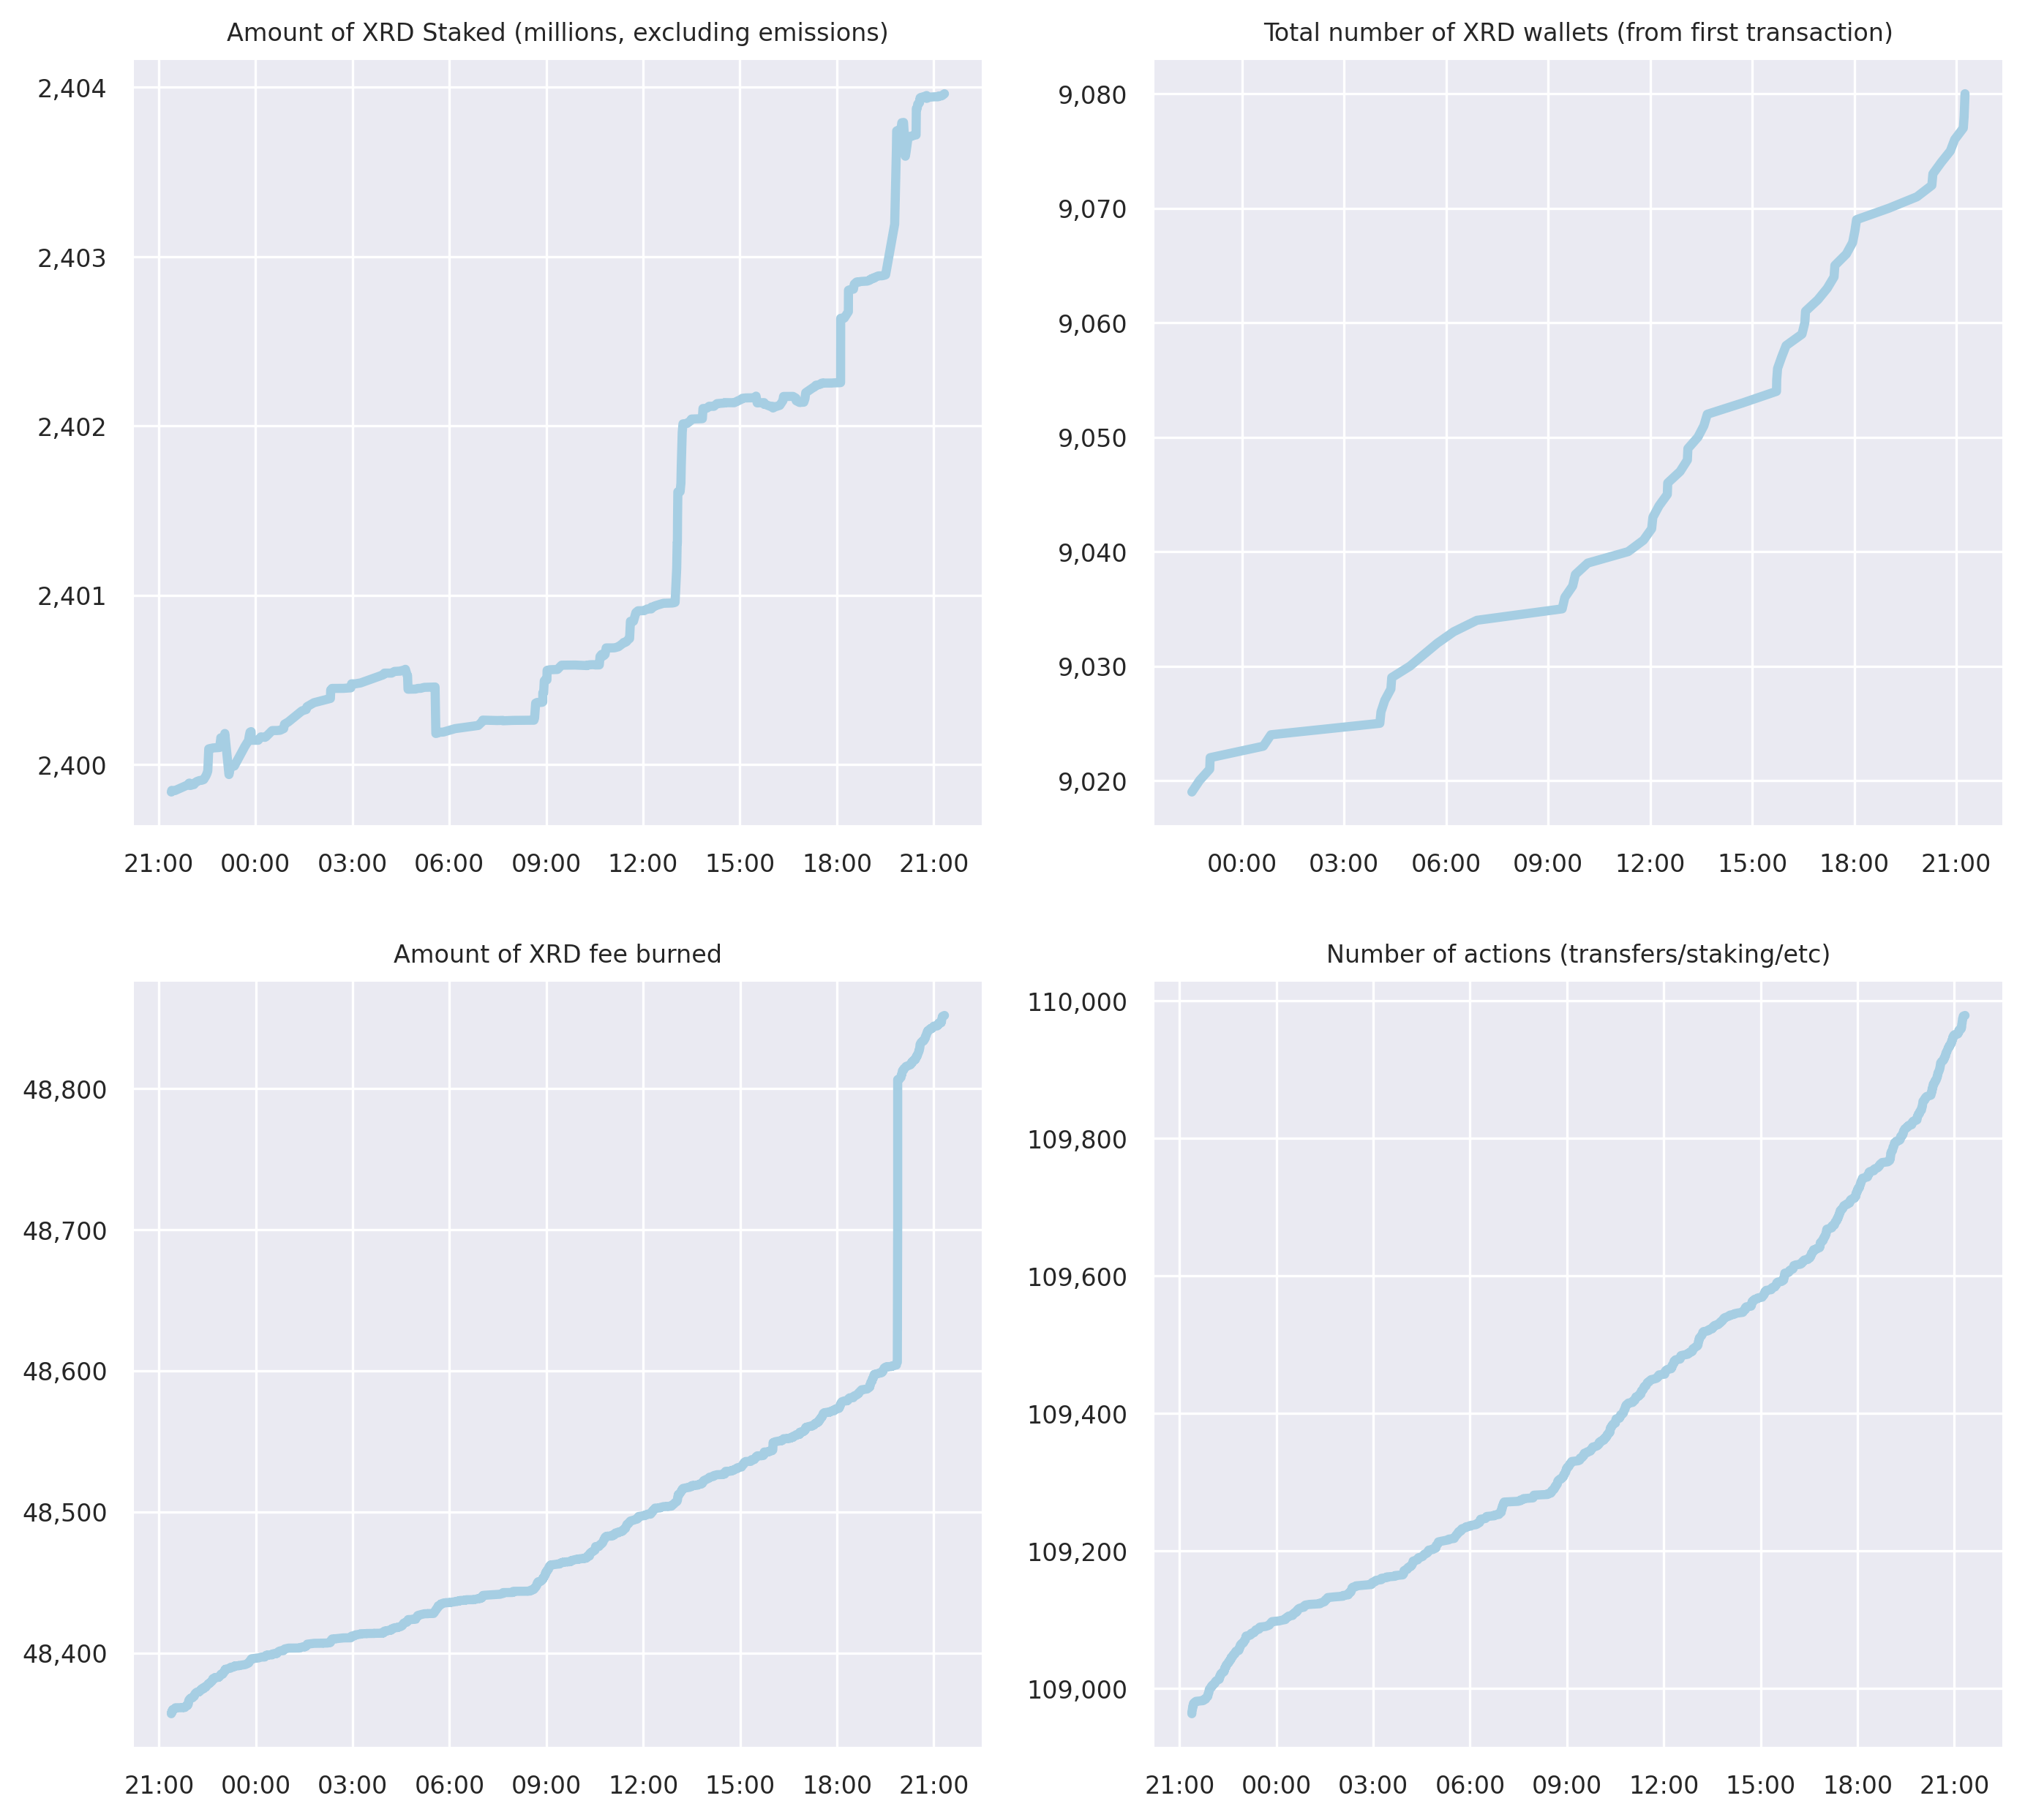 Amount of XRD Staked (millions, excluding emissions)
2,404
2,403
2,402
2,401
2,400
21:00 00:00 03:00 06:00 09:00 12:00 15:00 18:00 21:00
Total number of XRD wallets (from first transaction)
9,080
9,070
9,060
9,050
9,040
9,030
9,020
00:00 03:00 06:00 09:00 12:00 15:00 18:00 21:00
Amount of XRD fee burned
48,800
48,700
48,600
48,500
48,400
21:00 00:00 03:00 06:00 09:00 12:00 15:00 18:00 21:00
Number of actions (transfers/staking/etc)
110,000
109,800
109,600
109,400
109,200
109,000
21:00 00:00 03:00 06:00 09:00 12:00 15:00 18:00 21:00